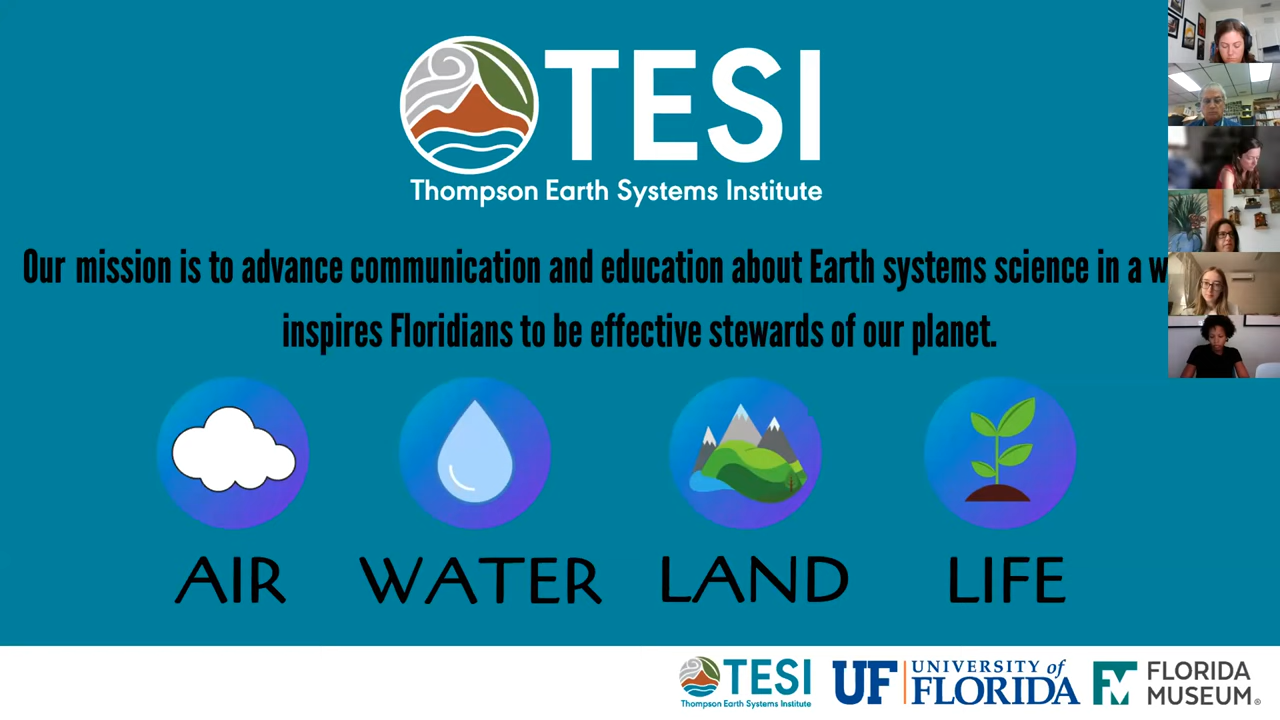 TESI
Thompson Earth Systems Institute
Our mission is to advance communication and education about Earth systems science in a
inspires Floridians to be effective stewards of our planet.
AIR WATER LAND LIFE
TESI
Thompson Earth Systems Institute
UF UNIVERSITY of
FLORIDA
FM FLORIDA
MUSEUM®